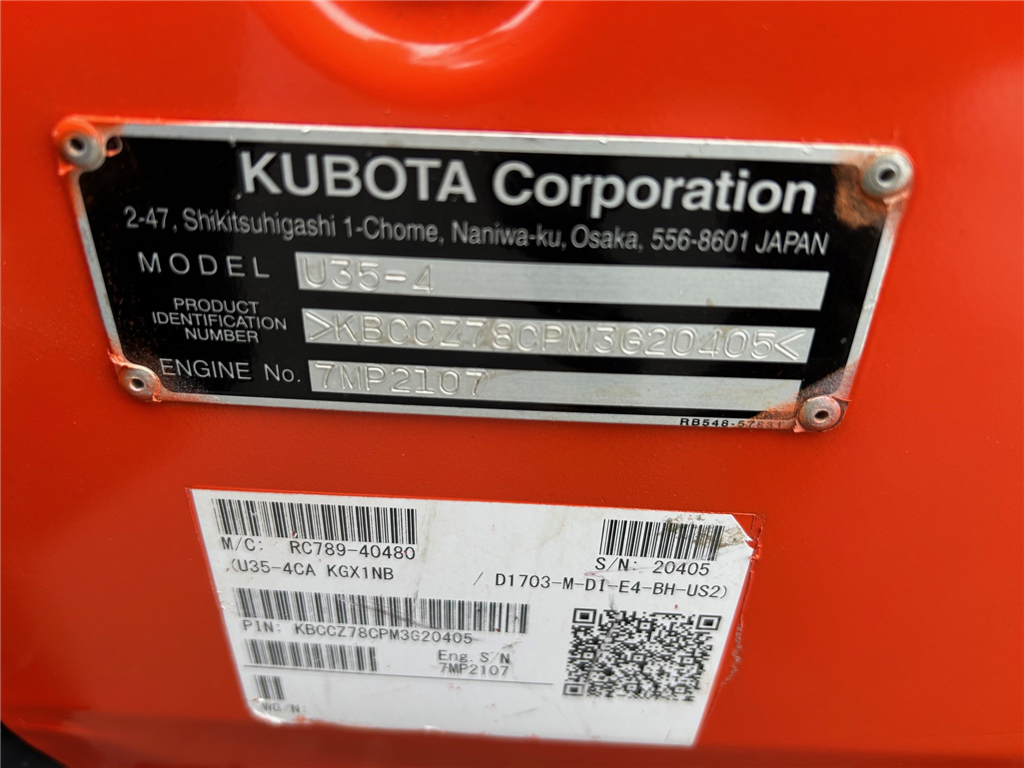 KUBOTA Corporation
2-47, Shikitsuhigashi 1-Chome, Naniwa-ku, Osaka, 556-8601 JAPAN
MODEL U35-4
PRODUCT
IDENTIFICATION
NUMBER >KBCCZ78CPM3G20405<
ENGINE No. 7MP2107
M/C: RC789-40480
S/N: 20405
(U35-4CA KGX1NB / D1703-M-DI-E4-BH-US2)
PIN: KBCCZ78CPM3G20405
Eng.S/N
7MP2107